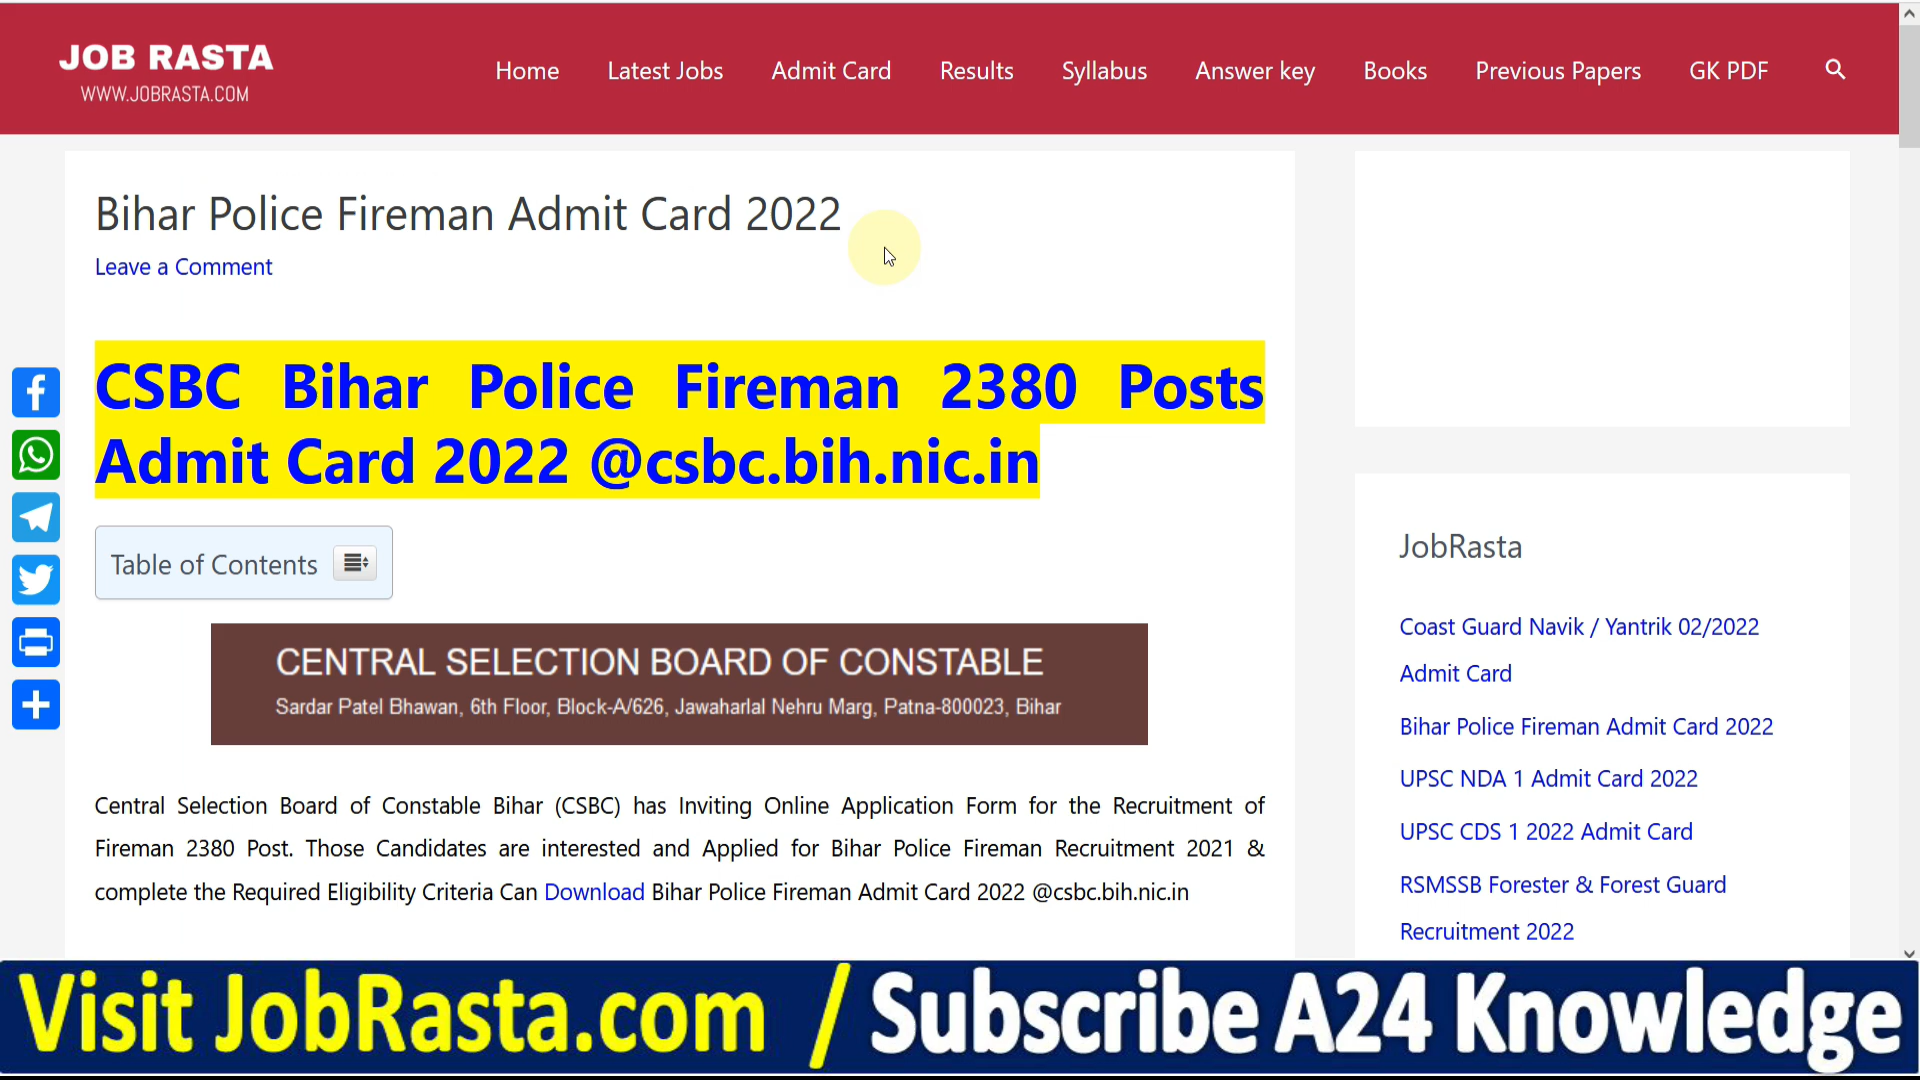 JOB RASTA
WWW.JOBRASTA.COM
Home Latest Jobs Admit Card Results Syllabus Answer key Books Previous Papers GK PDF
Bihar Police Fireman Admit Card 2022
Leave a Comment
CSBC Bihar Police Fireman 2380 Posts
Admit Card 2022 @csbc.bih.nic.in
Table of Contents
CENTRAL SELECTION BOARD OF CONSTABLE
Sardar Patel Bhawan, 6th Floor, Block-A/626, Jawaharlal Nehru Marg, Patna-800023, Bihar
Central Selection Board of Constable Bihar (CSBC) has Inviting Online Application Form for the Recruitment of
Fireman 2380 Post. Those Candidates are interested and Applied for Bihar Police Fireman Recruitment 2021 &
complete the Required Eligibility Criteria Can Download Bihar Police Fireman Admit Card 2022 @csbc.bih.nic.in
JobRasta
Coast Guard Navik / Yantrik 02/2022
Admit Card
Bihar Police Fireman Admit Card 2022
UPSC NDA 1 Admit Card 2022
UPSC CDS 1 2022 Admit Card
RSMSSB Forester & Forest Guard
Recruitment 2022
Visit JobRasta.com / Subscribe A24 Knowledge